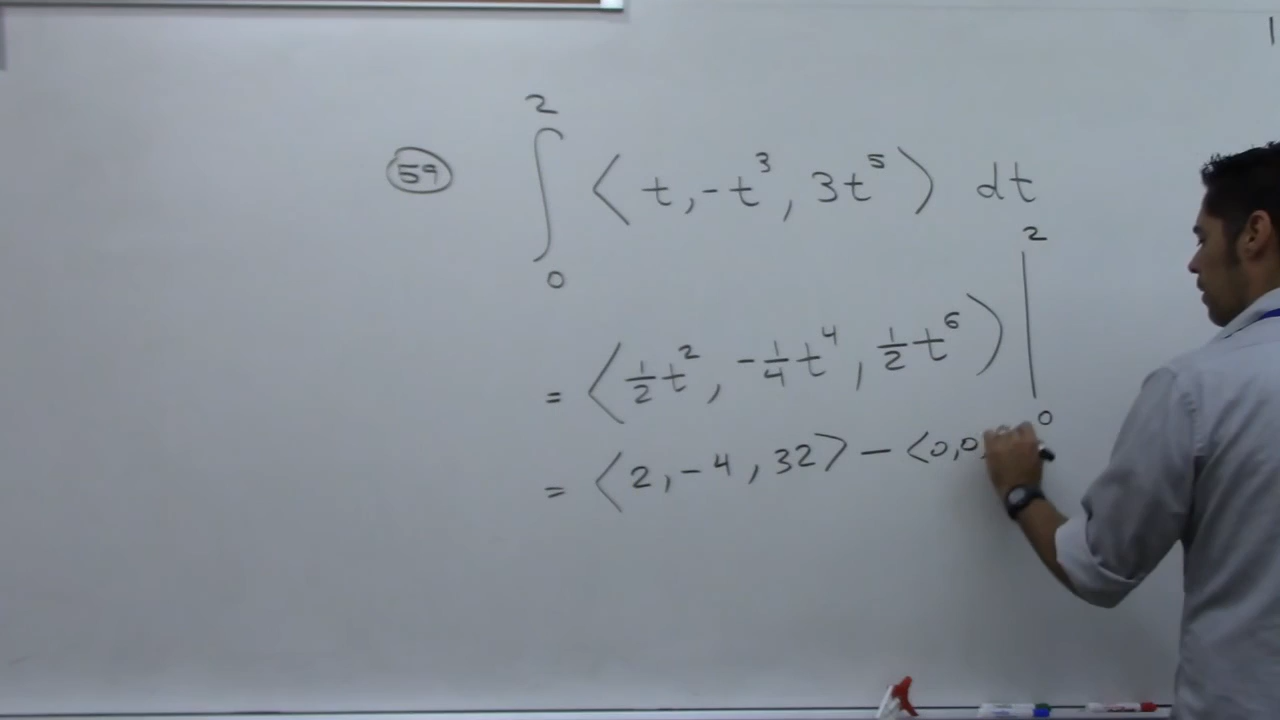 59 ∫₀² ⟨t, -t³, 3t⁵⟩ dt
= ⟨½t², -¼t⁴, ½t⁶⟩ |₀²
= ⟨2, -4, 32⟩ - ⟨0,0,